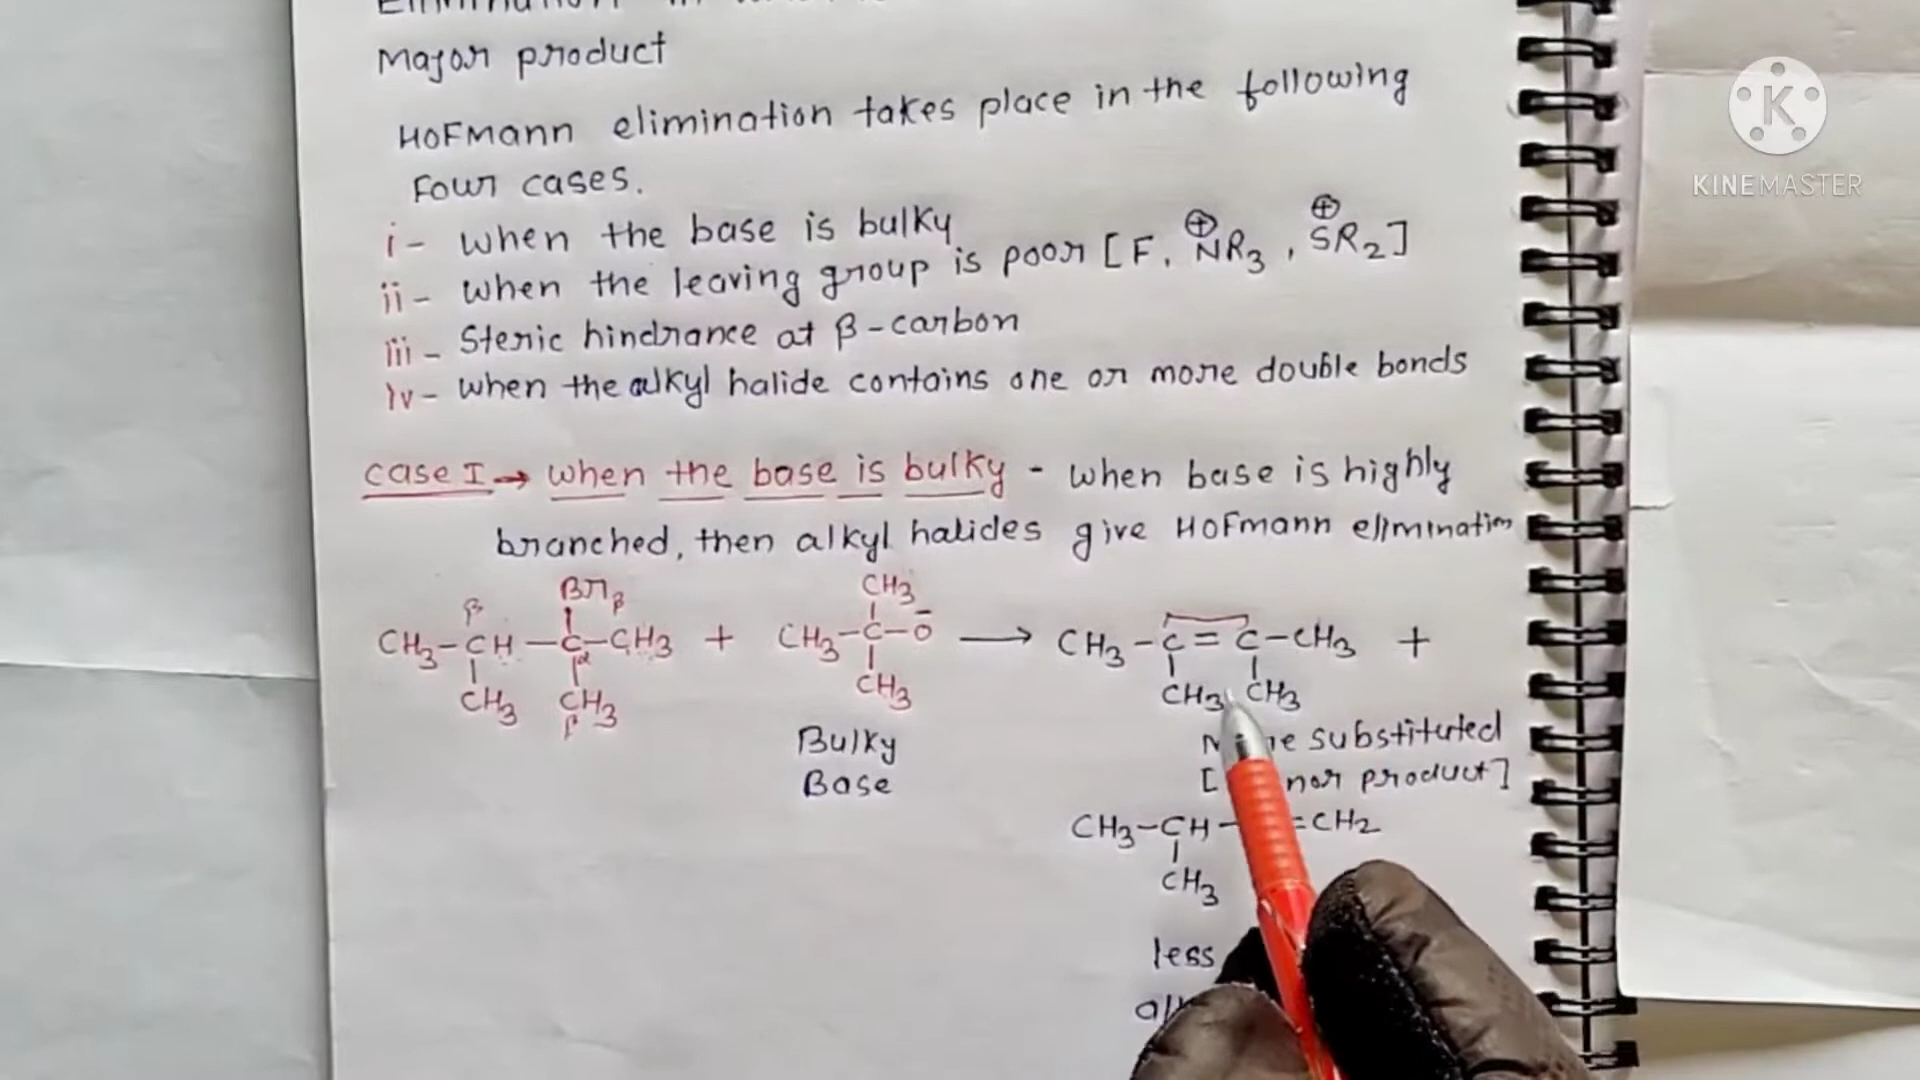 Major product
HOFmann elimination takes place in the following
Four cases.
i- when the base is bulky
ii- when the leaving group is poor [F, ⊕NR3, ⊕SR2]
iii- Steric hindrance at β-carbon
iv- when the alkyl halide contains one or more double bonds
case I→ when the base is bulky - when base is highly
branched, then alkyl halides give HOFmann elimination
β Br β CH3
CH3-CH-C-CH3 + CH3-C-O⁻ → CH3-C=C-CH3 +
α
CH3 CH3 CH3 CH3 CH3
β
Bulky substituted
Base product]
CH3-CH- =CH2
CH3
less
KINEMASTER